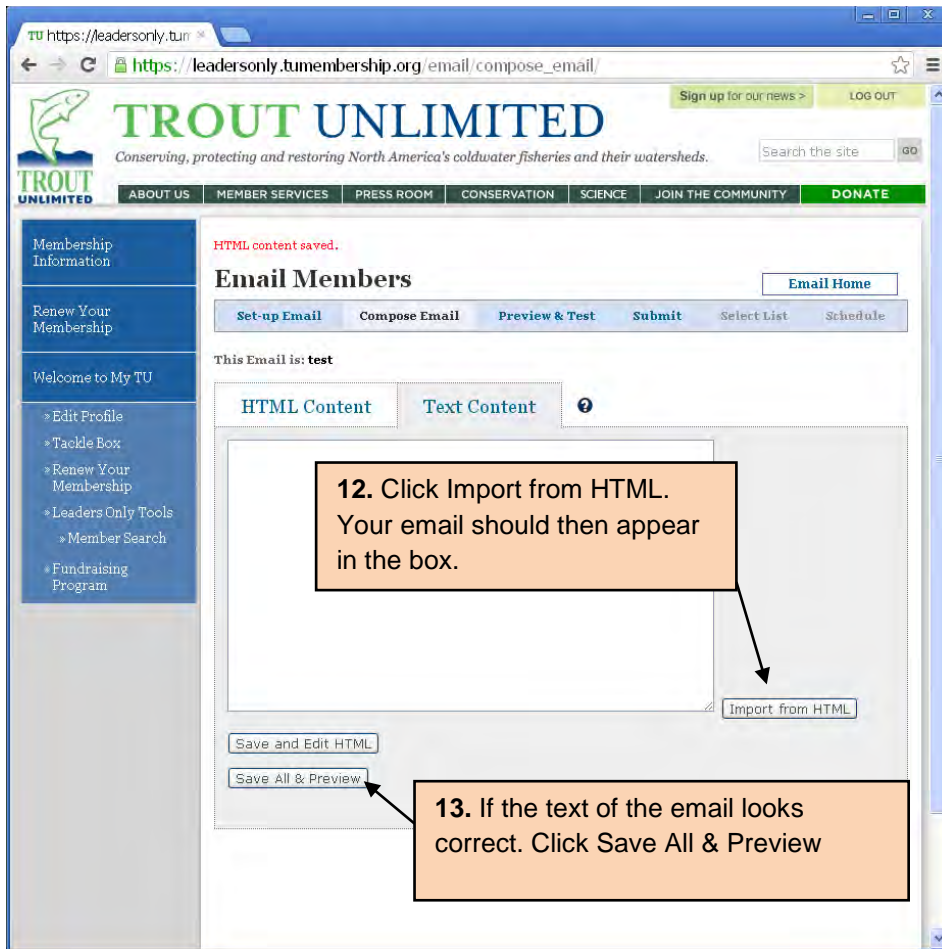 TU https://leadersonly.tum
https://leadersonly.tumembership.org/email/compose_email/
Sign up for our news >
LOG OUT
TROUT UNLIMITED
Conserving, protecting and restoring North America's coldwater fisheries and their watersheds.
Search the site
GO
TROUT
UNLIMITED
ABOUT US
MEMBER SERVICES
PRESS ROOM
CONSERVATION
SCIENCE
JOIN THE COMMUNITY
DONATE
Membership
Information
Renew Your
Membership
Welcome to My TU
» Edit Profile
» Tackle Box
» Renew Your
Membership
» Leaders Only Tools
» Member Search
» Fundraising
Program
HTML content saved.
Email Members
Email Home
Set-up Email
Compose Email
Preview & Test
Submit
Select List
Schedule
This Email is: test
HTML Content
Text Content
?
12. Click Import from HTML.
Your email should then appear
in the box.
Import from HTML
Save and Edit HTML
Save All & Preview
13. If the text of the email looks
correct. Click Save All & Preview